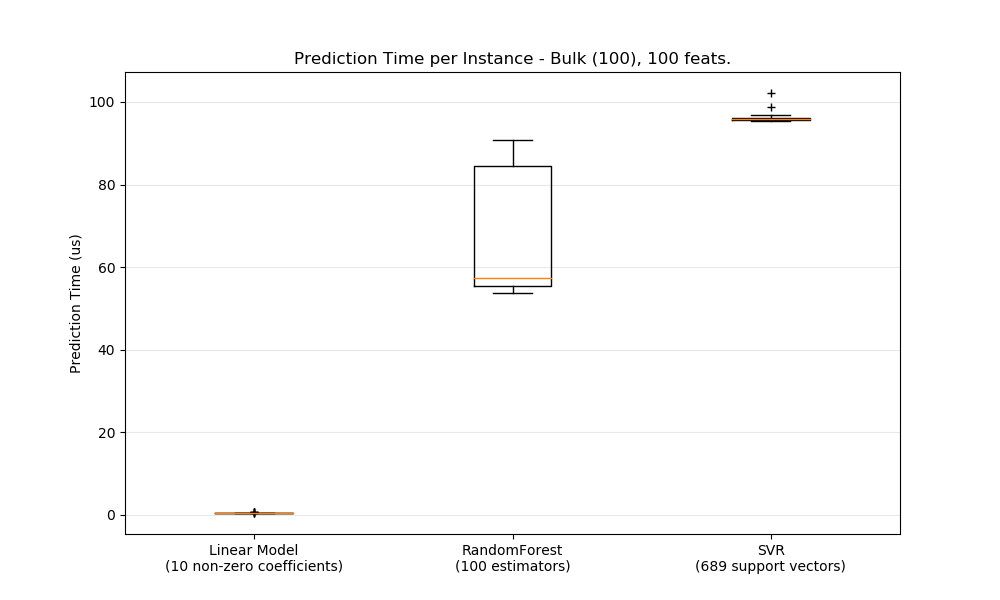 Prediction Time per Instance - Bulk (100), 100 feats.
Prediction Time (us)
100
80
60
40
20
0
Linear Model
(10 non-zero coefficients)
RandomForest
(100 estimators)
SVR
(689 support vectors)